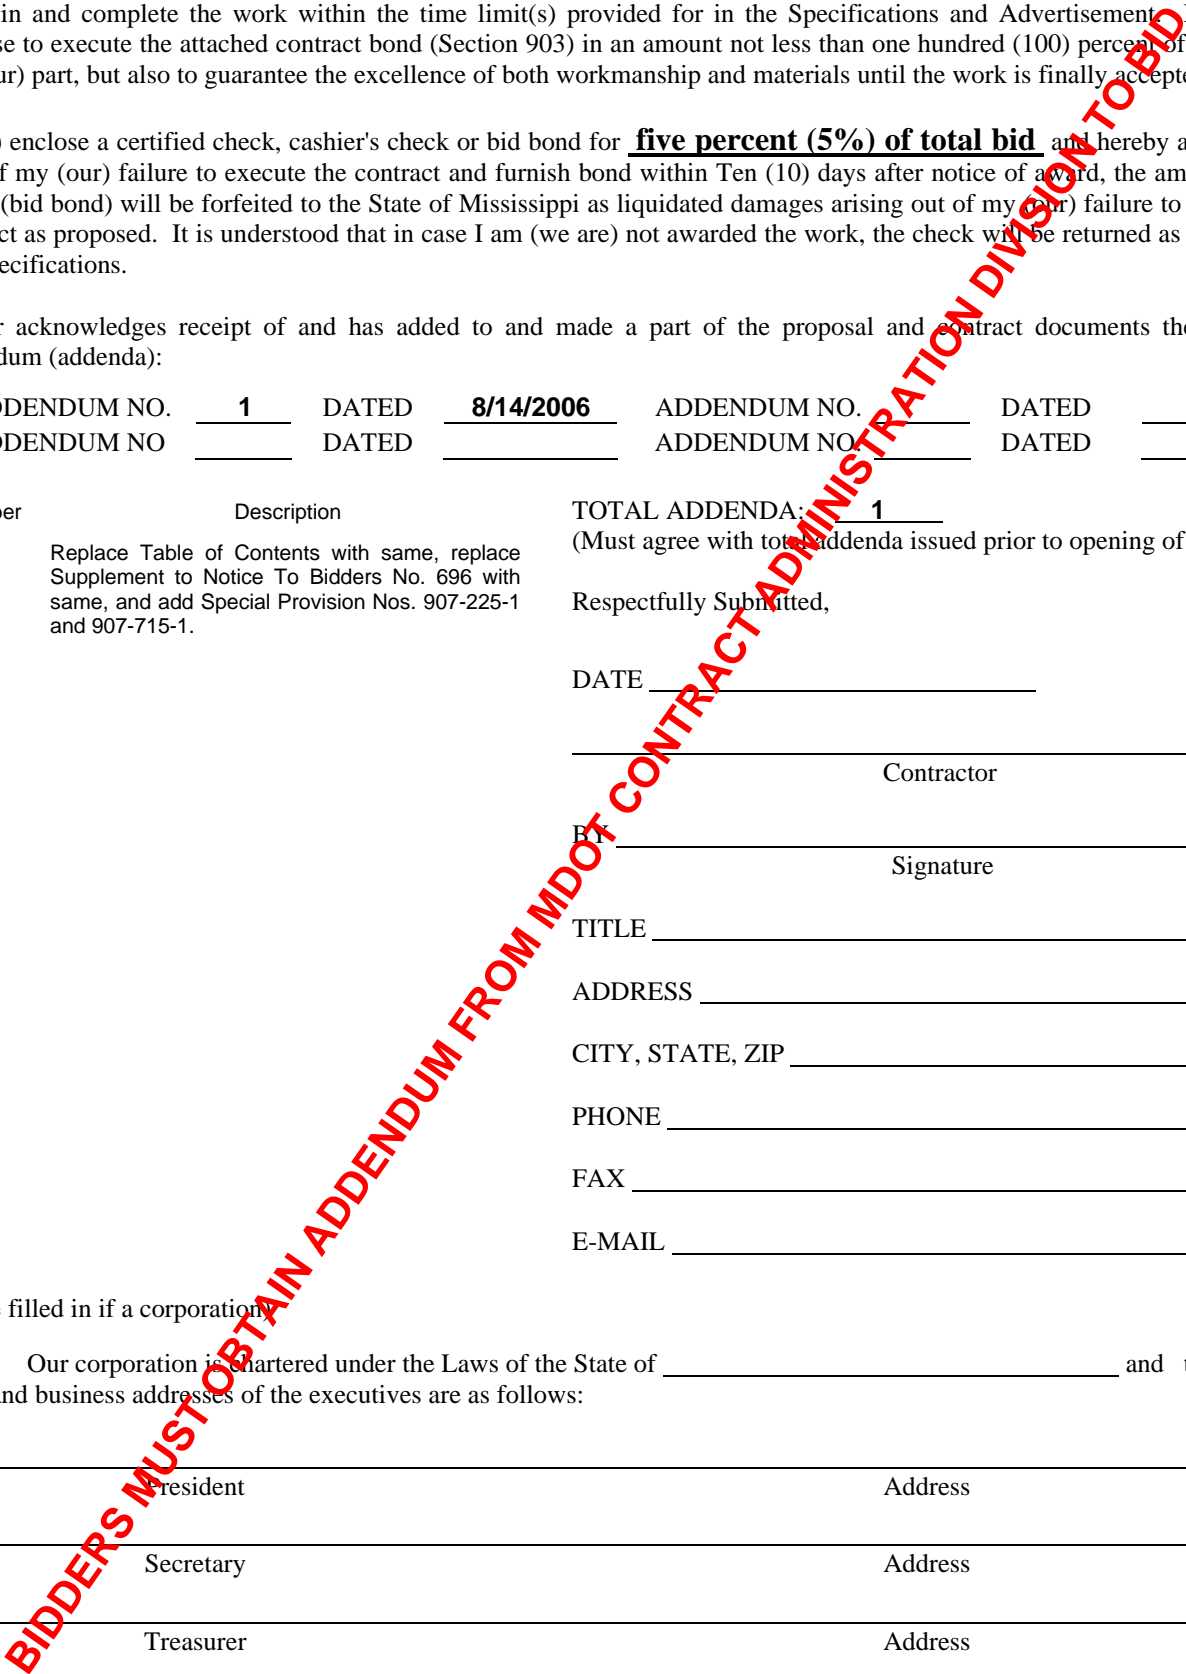 in and complete the work within the time limit(s) provided for in the Specifications and Advertisement.
se to execute the attached contract bond (Section 903) in an amount not less than one hundred (100) percent of
ur) part, but also to guarantee the excellence of both workmanship and materials until the work is finally accepte
) enclose a certified check, cashier's check or bid bond for five percent (5%) of total bid and hereby a
f my (our) failure to execute the contract and furnish bond within Ten (10) days after notice of award, the am
(bid bond) will be forfeited to the State of Mississippi as liquidated damages arising out of my (our) failure to
ct as proposed. It is understood that in case I am (we are) not awarded the work, the check will be returned as
ecifications.
r acknowledges receipt of and has added to and made a part of the proposal and contract documents the
dum (addenda):
DDENDUM NO. 1 DATED 8/14/2006 ADDENDUM NO. DATED
DDENDUM NO DATED ADDENDUM NO. DATED
ber Description TOTAL ADDENDA: 1
(Must agree with total addenda issued prior to opening of
Replace Table of Contents with same, replace
Supplement to Notice To Bidders No. 696 with
same, and add Special Provision Nos. 907-225-1
and 907-715-1.
Respectfully Submitted,
DATE
Contractor
BY
Signature
TITLE
ADDRESS
CITY, STATE, ZIP
PHONE
FAX
E-MAIL
e filled in if a corporation)
Our corporation is chartered under the Laws of the State of and t
and business addresses of the executives are as follows:
President Address
Secretary Address
Treasurer Address
BIDDERS MUST OBTAIN ADDENDUM FROM MDOT CONTRACT ADMINISTRATION DIVISION TO BID